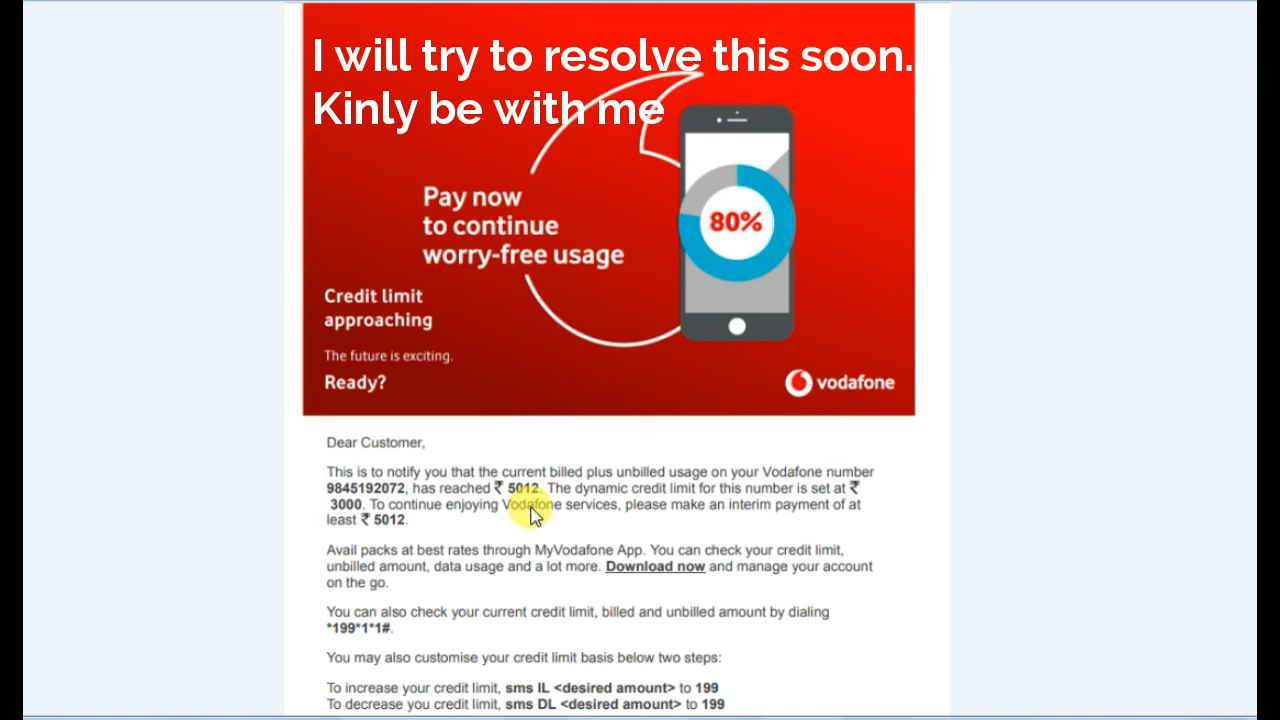 I will try to resolve this soon.
Kinly be with me
Pay now
to continue
worry-free usage
80%
Credit limit
approaching
The future is exciting.
Ready?
vodafone
Dear Customer,
This is to notify you that the current billed plus unbilled usage on your Vodafone number
9845192072, has reached ₹ 5012. The dynamic credit limit for this number is set at ₹
3000. To continue enjoying Vodafone services, please make an interim payment of at
least ₹ 5012.
Avail packs at best rates through MyVodafone App. You can check your credit limit,
unbilled amount, data usage and a lot more. Download now and manage your account
on the go.
You can also check your current credit limit, billed and unbilled amount by dialing
*199*1*1#.
You may also customise your credit limit basis below two steps:
To increase your credit limit, sms IL <desired amount> to 199
To decrease you credit limit, sms DL <desired amount> to 199